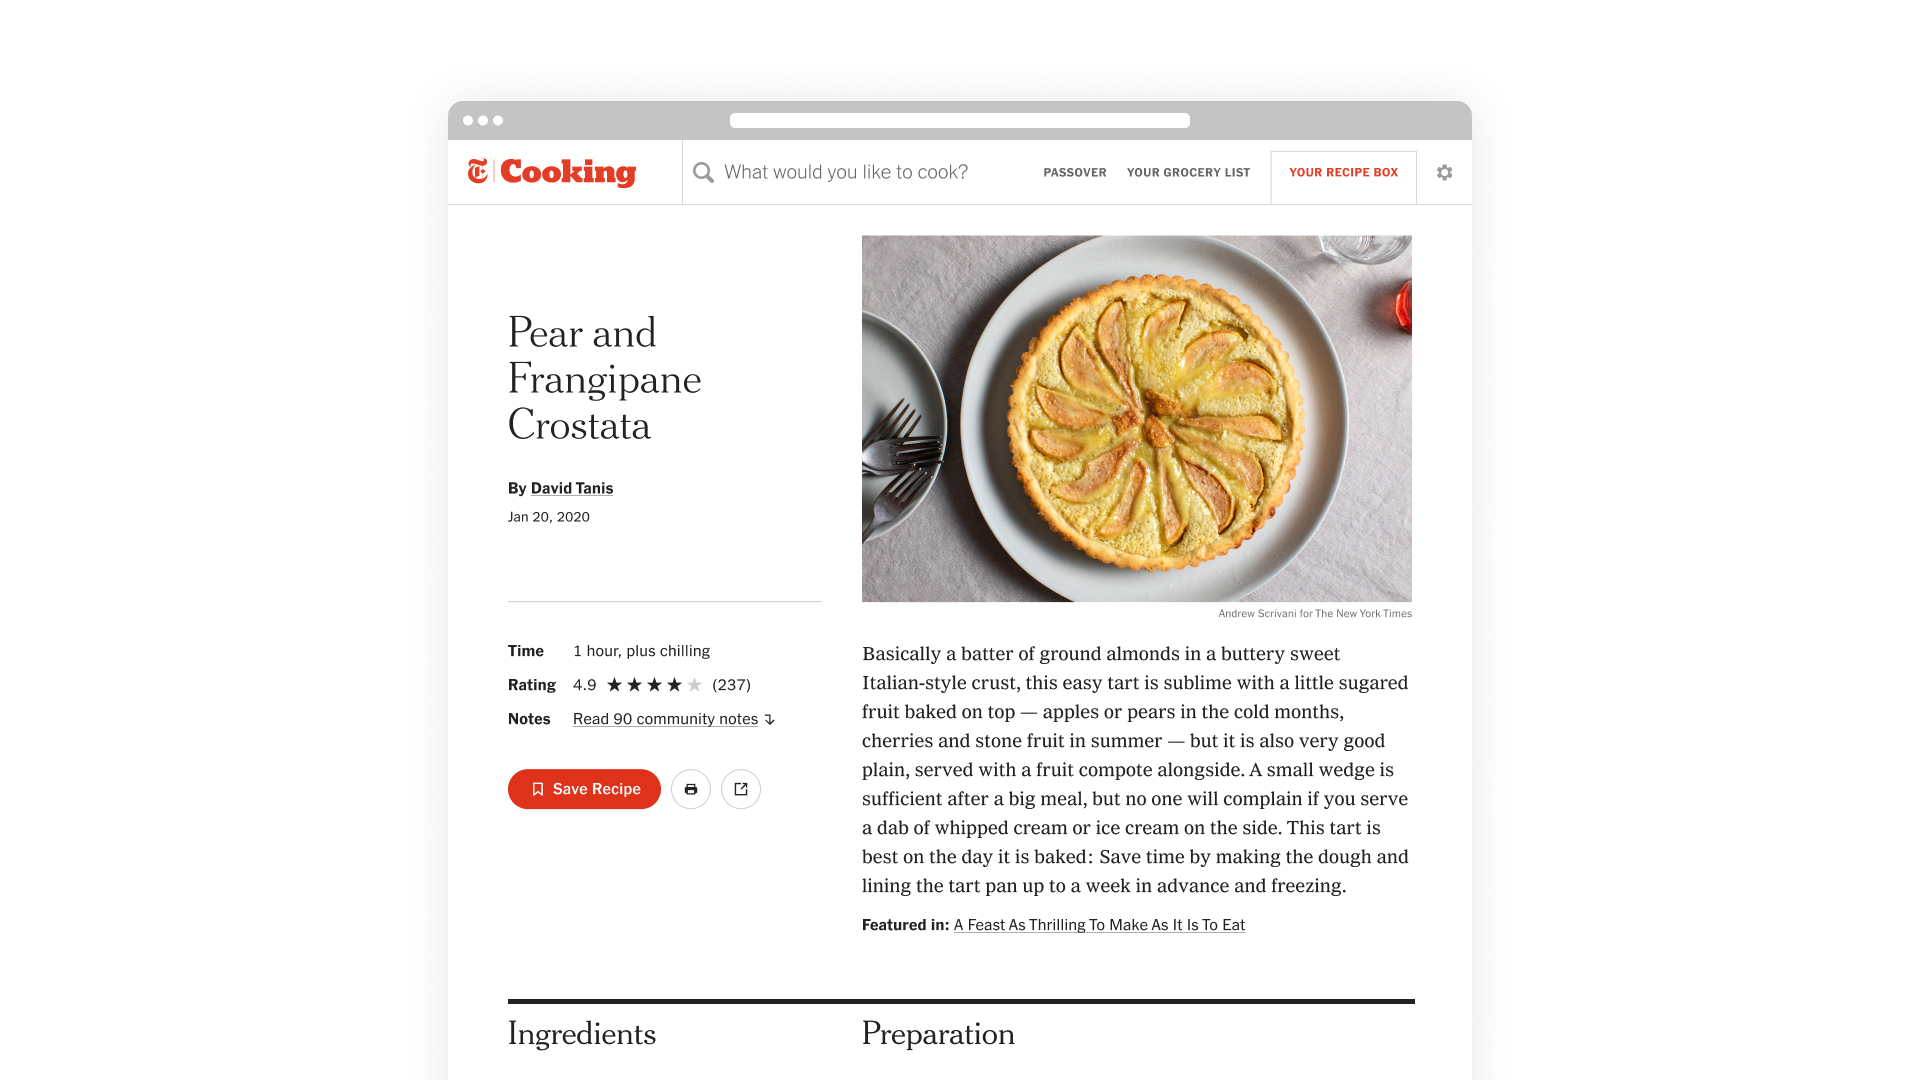 T Cooking
What would you like to cook?
PASSOVER
YOUR GROCERY LIST
YOUR RECIPE BOX
Pear and
Frangipane
Crostata
By David Tanis
Jan 20, 2020
Andrew Scrivani for The New York Times
Time 1 hour, plus chilling
Rating 4.9 ★★★★★ (237)
Notes Read 90 community notes ↴
Save Recipe
Basically a batter of ground almonds in a buttery sweet
Italian-style crust, this easy tart is sublime with a little sugared
fruit baked on top — apples or pears in the cold months,
cherries and stone fruit in summer — but it is also very good
plain, served with a fruit compote alongside. A small wedge is
sufficient after a big meal, but no one will complain if you serve
a dab of whipped cream or ice cream on the side. This tart is
best on the day it is baked: Save time by making the dough and
lining the tart pan up to a week in advance and freezing.
Featured in: A Feast As Thrilling To Make As It Is To Eat
Ingredients
Preparation